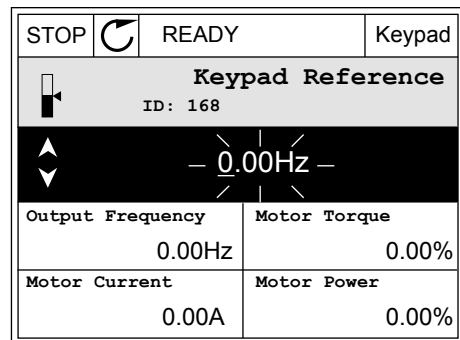 STOP READY Keypad
Keypad Reference
ID: 168
0.00Hz
Output Frequency Motor Torque
0.00Hz 0.00%
Motor Current Motor Power
0.00A 0.00%